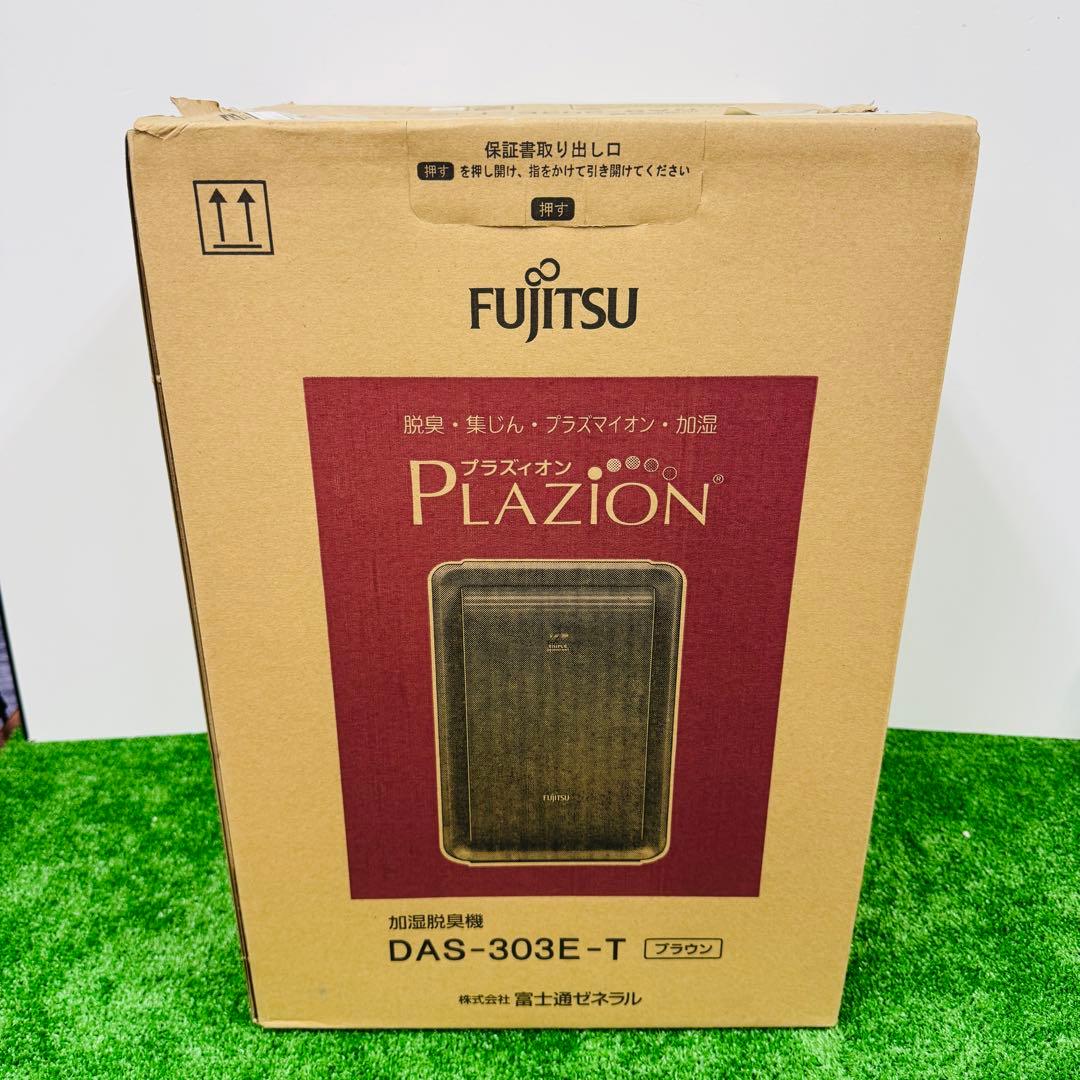 保証書取り出し口
押す を押し開け、指をかけて引き開けてください
押す
FUJITSU
脱臭・集じん・プラズマイオン・加湿
プラズィオン
PLAZION®
FUJITSU
加湿脱臭機
DAS-303E-T ブラウン
株式会社 富士通ゼネラル